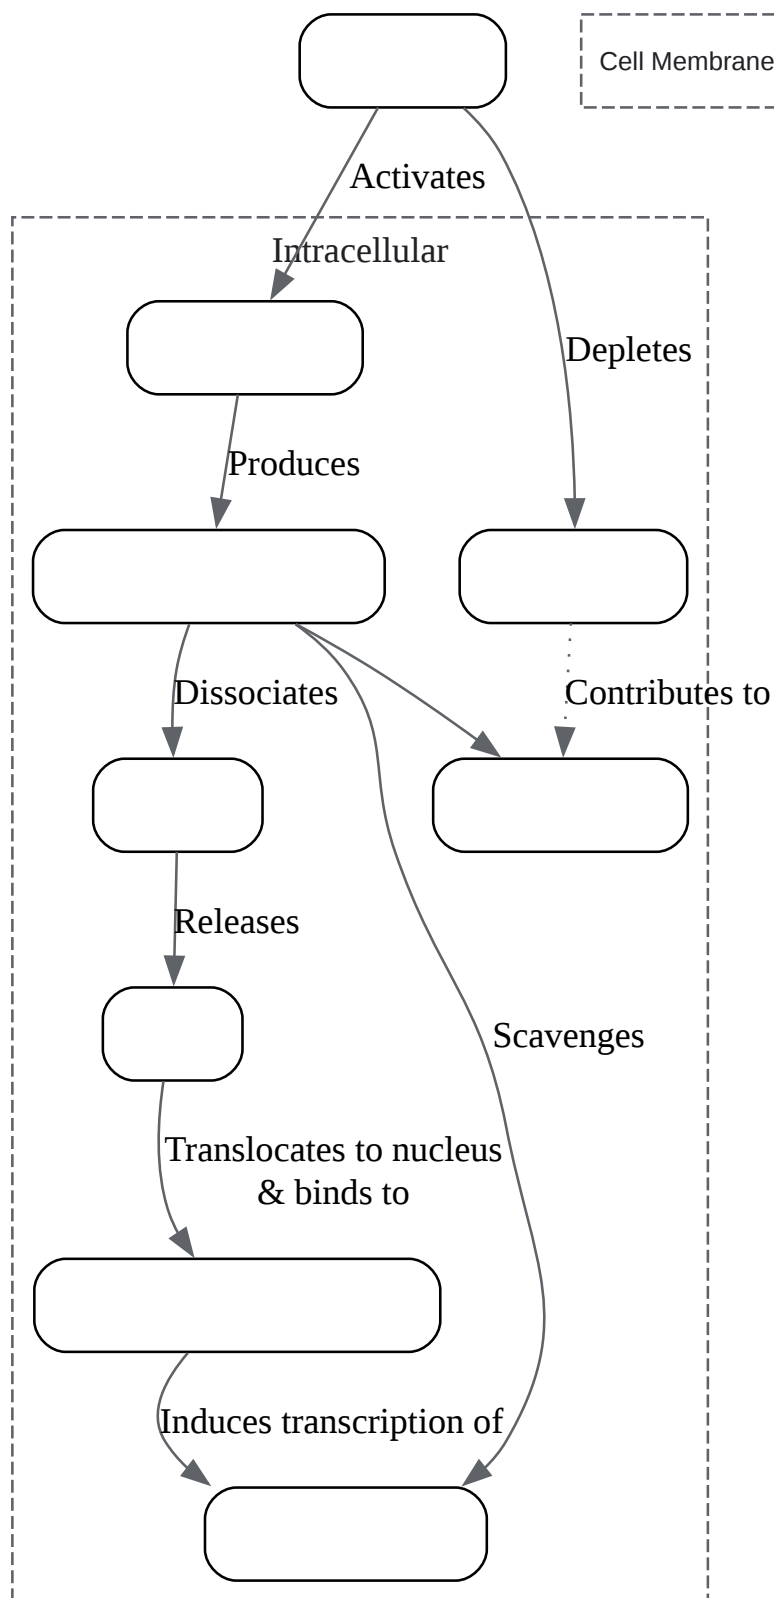 Cell Membrane
Activates
Intracellular
Depletes
Produces
Dissociates
Contributes to
Releases
Scavenges
Translocates to nucleus
& binds to
Induces transcription of